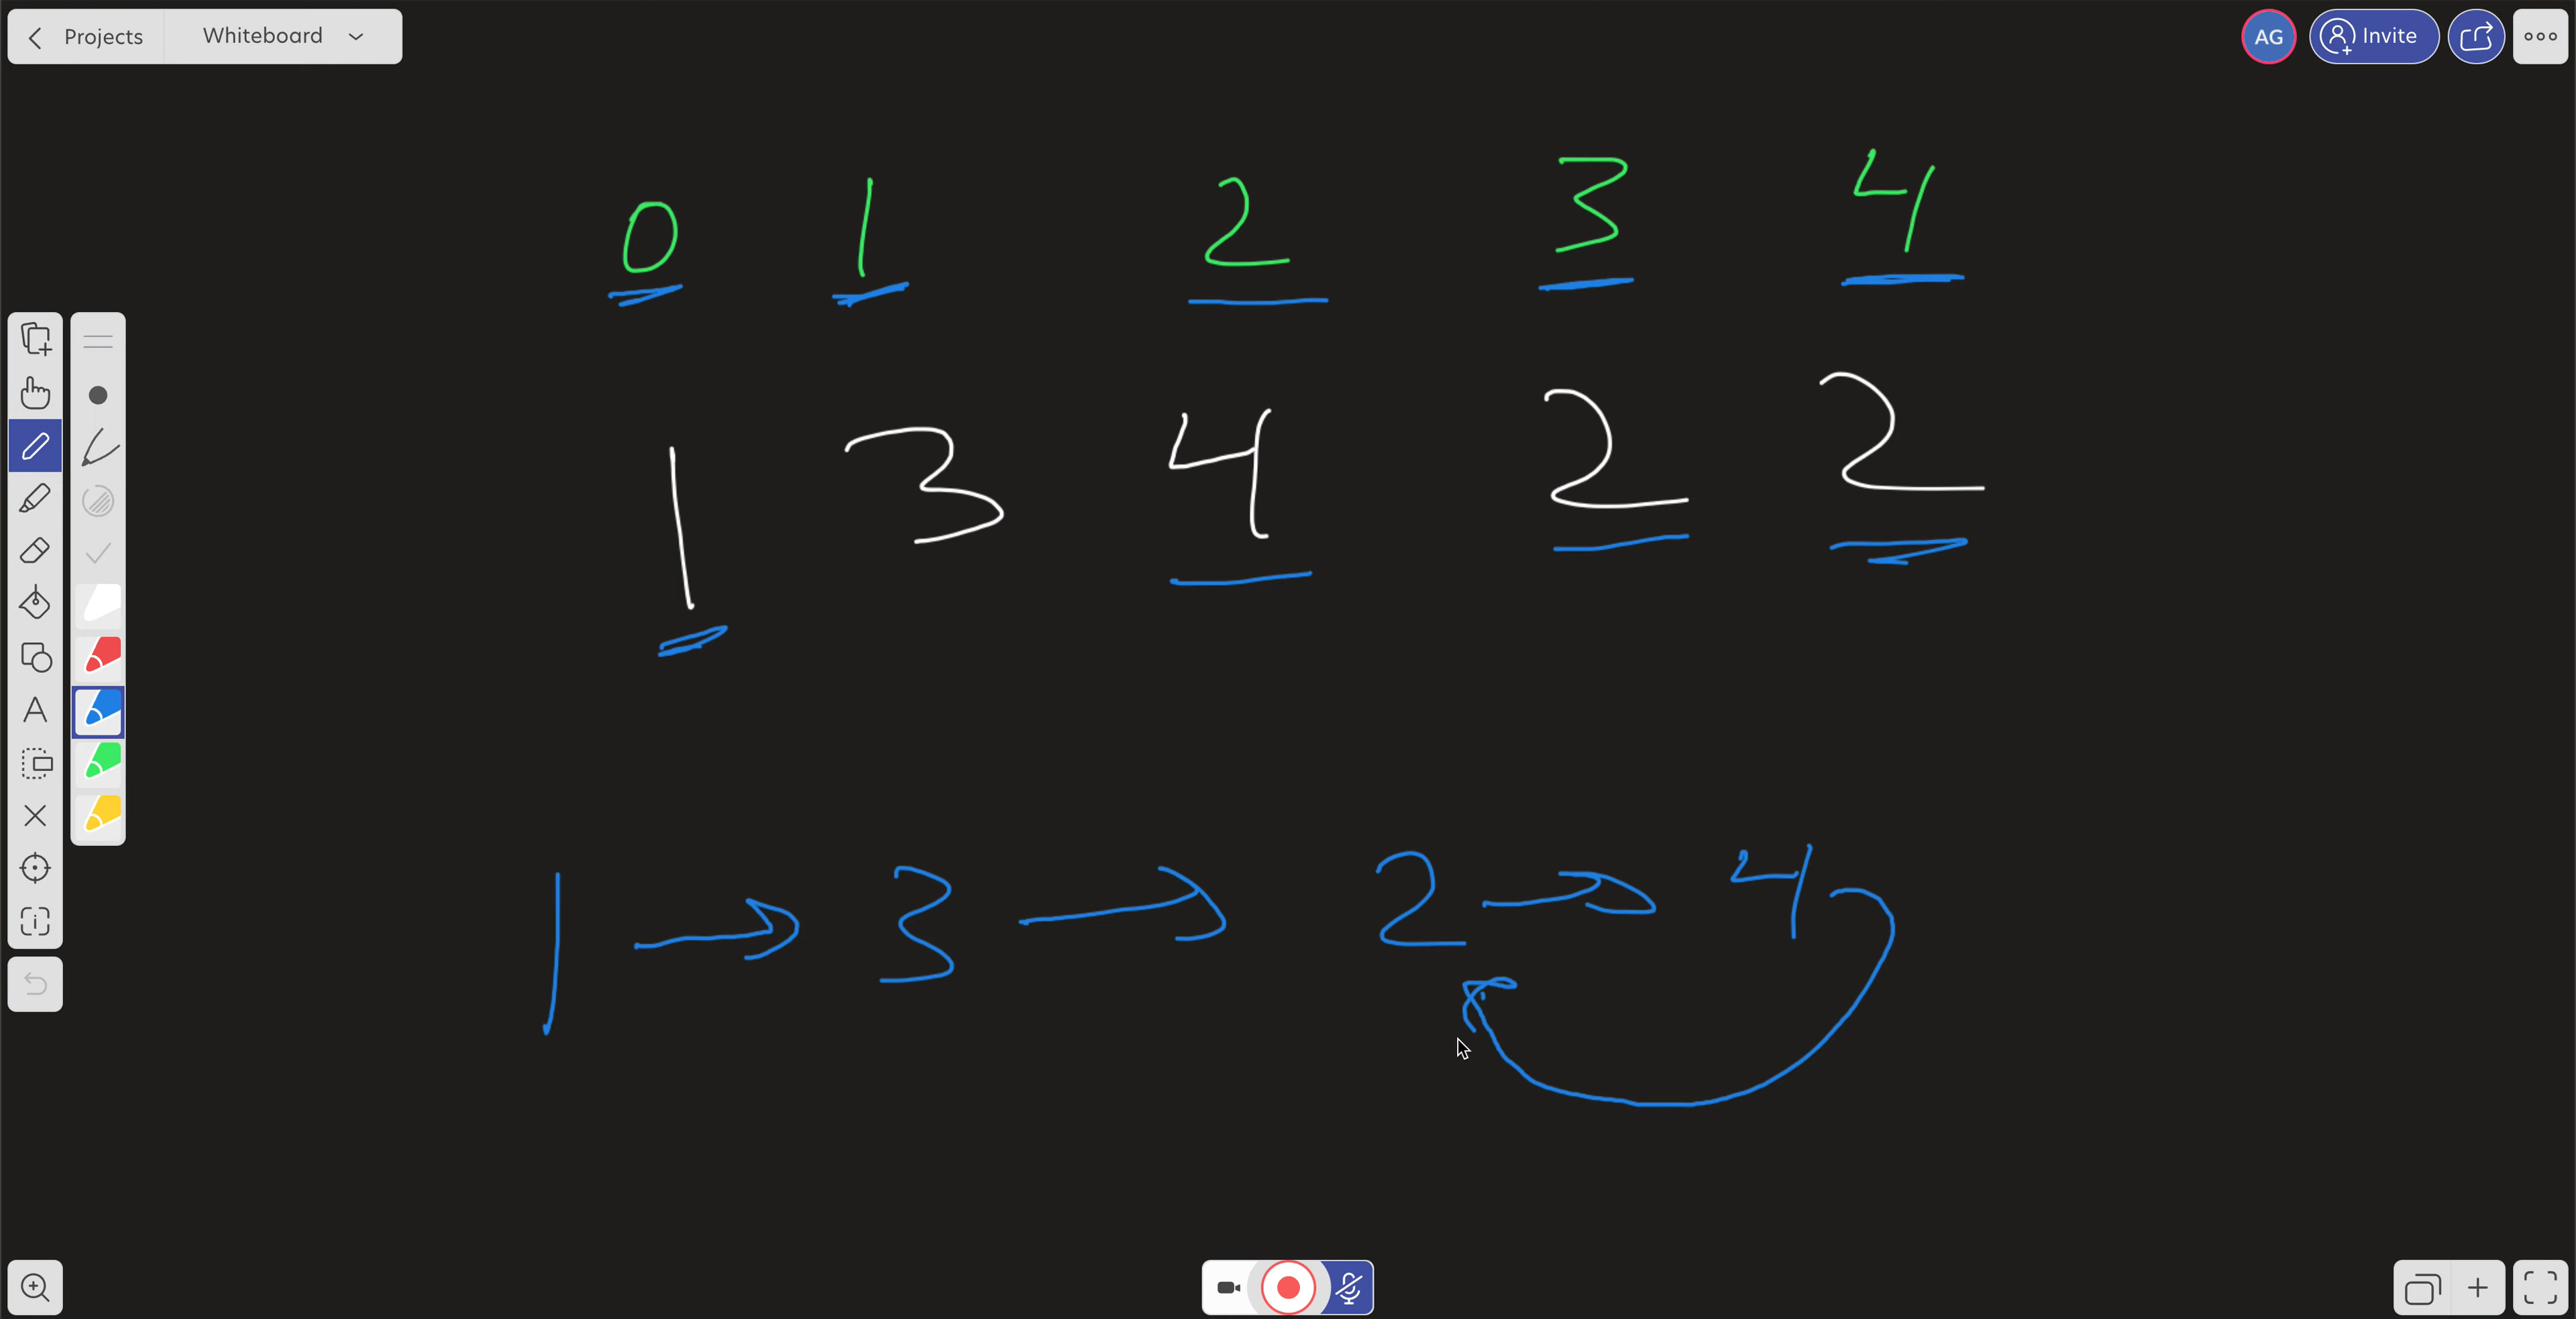 Projects Whiteboard AG Invite
0 1 2 3 4
1 3 4 2 2
1 → 3 → 2 → 4